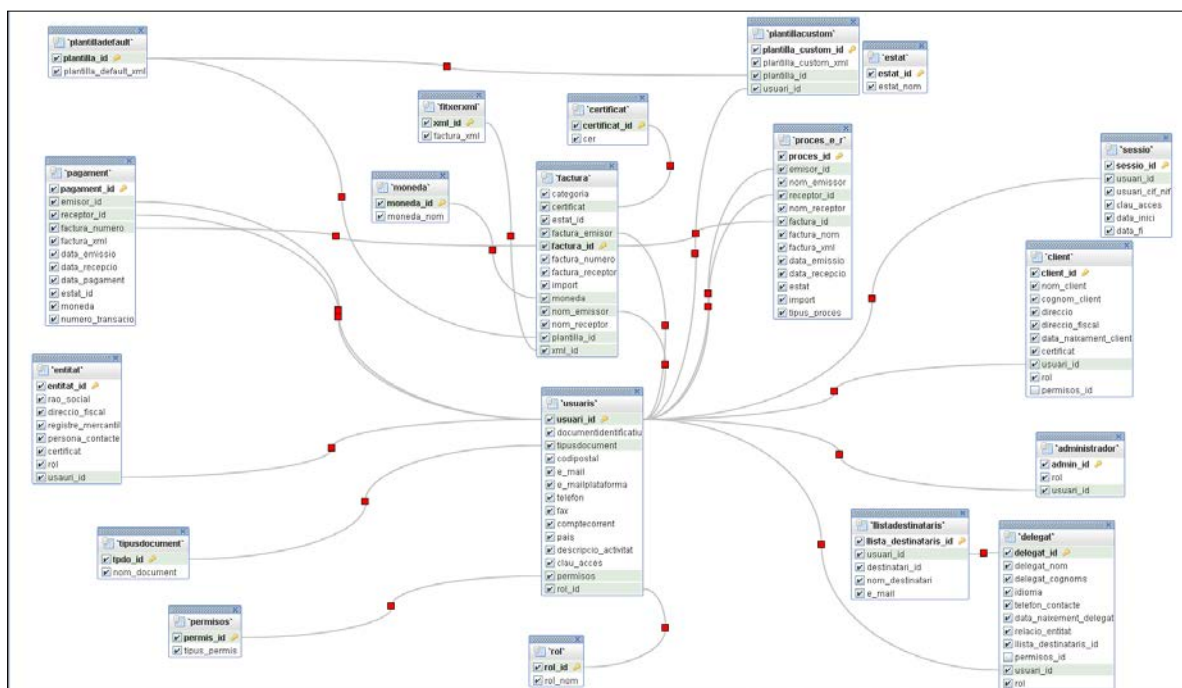 "plantilladefault"
plantilla_id
plantilla_default_xml
"plantillacustom"
plantilla_custom_id
plantilla_custom_xml
plantilla_id
usuari_id
"estat"
estat_id
estat_nom
"fitxerxml"
xml_id
factura_xml
"certificat"
certificat_id
cer
"proces_e_r"
proces_id
emisor_id
nom_emissor
receptor_id
nom_receptor
factura_id
factura_nom
factura_xml
data_emissio
data_recepcio
estat
import
tipus_proces
"sessio"
sessio_id
usuari_id
usuari_cif_nif
clau_acces
data_inici
data_fi
"pagament"
pagament_id
emisor_id
receptor_id
factura_numero
factura_xml
data_emissio
data_recepcio
data_pagament
estat_id
moneda
numero_transacio
"moneda"
moneda_id
moneda_nom
"factura"
categoria
certificat
estat_id
factura_emisor
factura_id
factura_numero
factura_receptor
import
moneda
nom_emissor
nom_receptor
plantilla_id
xml_id
"client"
client_id
nom_client
cognom_client
direccio
direccio_fiscal
data_naixament_client
certificat
usuari_id
rol
permisos_id
"entitat"
entitat_id
rao_social
direccio_fiscal
registre_mercantil
persona_contacte
certificat
rol
usauri_id
"usuaris"
usuari_id
documentidentificatiu
tipusdocument
codipostal
e_mail
e_mailplataforma
telefon
fax
comptecorrent
pais
descripcio_activitat
clau_acces
permisos
rol_id
"administrador"
admin_id
rol
usuari_id
"tipusdocument"
tpdo_id
nom_document
"llistadestinataris"
llista_destinataris_id
usuari_id
destinatari_id
nom_destinatari
e_mail
"delegat"
delegat_id
delegat_nom
delegat_cognoms
idioma
telefon_contacte
data_naixement_delegat
relacio_entitat
llista_destinataris_id
permisos_id
usuari_id
rol
"permisos"
permis_id
tipus_permis
"rol"
rol_id
rol_nom